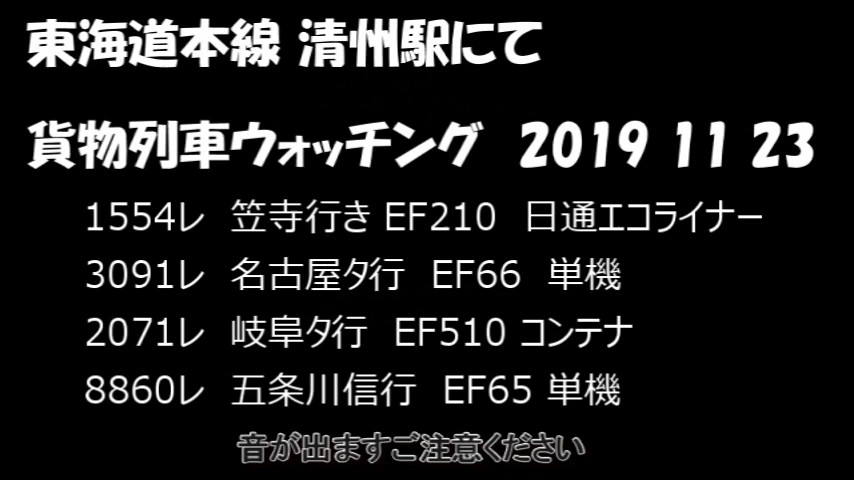 東海道本線 清州駅にて
貨物列車ウォッチング 2019 11 23
1554レ 笠寺行き EF210 日通エコライナー
3091レ 名古屋タ行 EF66 単機
2071レ 岐阜タ行 EF510 コンテナ
8860レ 五条川信行 EF65 単機
音が出ますご注意ください